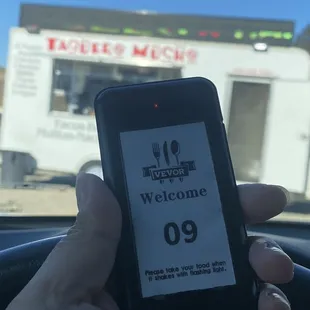 TAQUERO MUCHO
VEVOR
Welcome
09
Please take your food when
it shakes with flashing light.